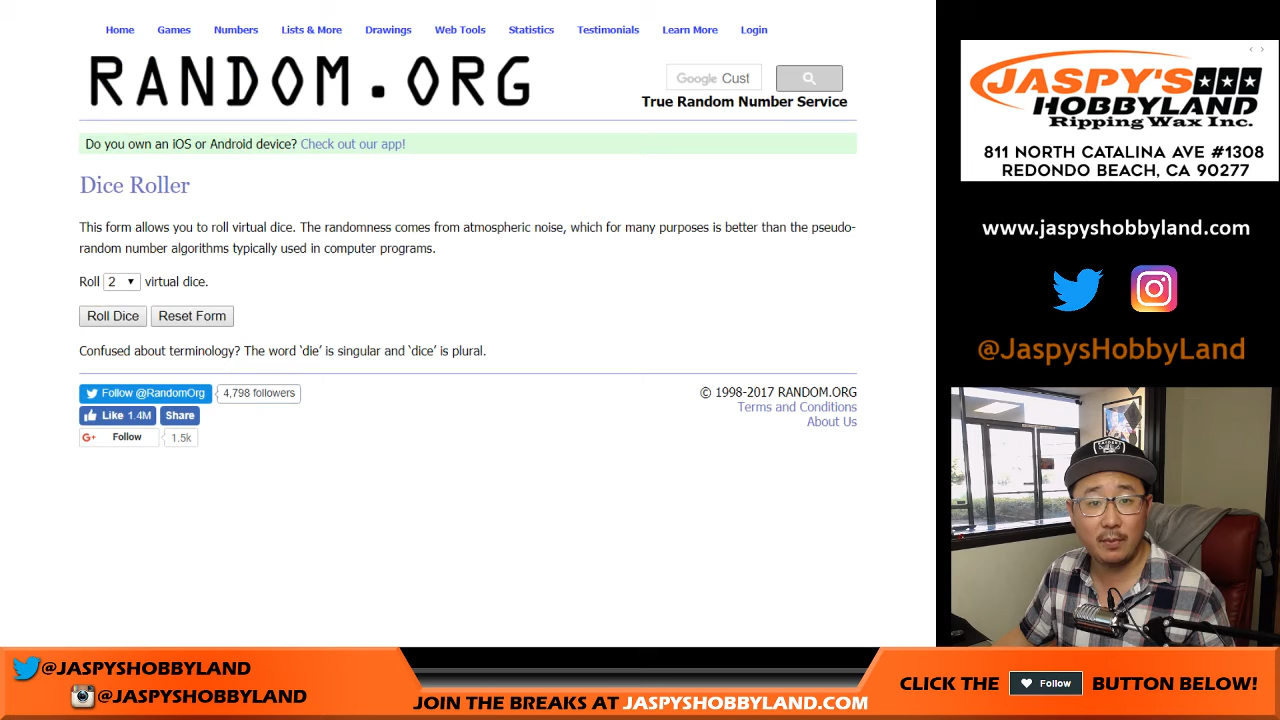 Home Games Numbers Lists & More Drawings Web Tools Statistics Testimonials Learn More Login
RANDOM.ORG
Google Cust
True Random Number Service
Do you own an iOS or Android device? Check out our app!
Dice Roller
This form allows you to roll virtual dice. The randomness comes from atmospheric noise, which for many purposes is better than the pseudo-
random number algorithms typically used in computer programs.
Roll 2 virtual dice.
Roll Dice Reset Form
Confused about terminology? The word ‘die’ is singular and ‘dice’ is plural.
Follow @RandomOrg 4,798 followers
Like 1.4M Share
G+ Follow 1.5k
© 1998-2017 RANDOM.ORG
Terms and Conditions
About Us
JASPY'S
HOBBYLAND
Ripping Wax Inc.
811 NORTH CATALINA AVE #1308
REDONDO BEACH, CA 90277
www.jaspyshobbyland.com
@JaspysHobbyLand
@JASPYSHOBBYLAND
@JASPYSHOBBYLAND
JOIN THE BREAKS AT JASPYSHOBBYLAND.COM
CLICK THE Follow BUTTON BELOW!